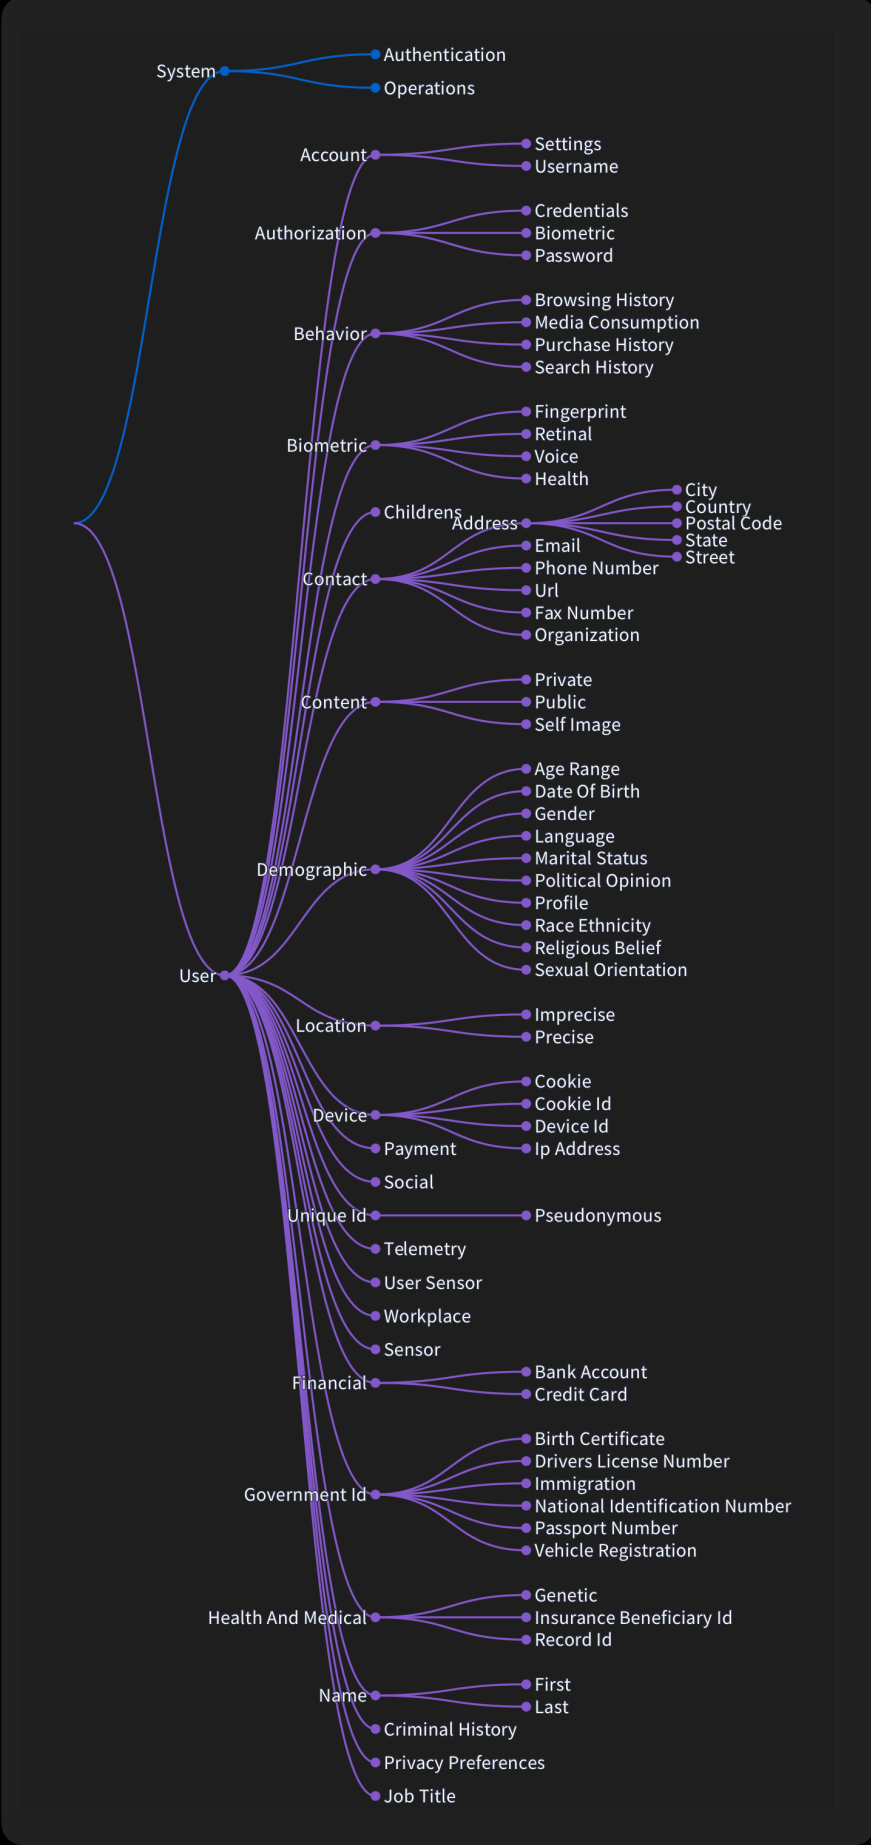 System
Authentication
Operations
Account
Settings
Username
Authorization
Credentials
Biometric
Password
Behavior
Browsing History
Media Consumption
Purchase History
Search History
Biometric
Fingerprint
Retinal
Voice
Health
Childrens
Contact
Address
City
Country
Postal Code
State
Street
Email
Phone Number
Url
Fax Number
Organization
Content
Private
Public
Self Image
Demographic
Age Range
Date Of Birth
Gender
Language
Marital Status
Political Opinion
Profile
Race Ethnicity
Religious Belief
Sexual Orientation
User
Location
Imprecise
Precise
Device
Cookie
Cookie Id
Device Id
Ip Address
Payment
Social
Unique Id
Pseudonymous
Telemetry
User Sensor
Workplace
Sensor
Financial
Bank Account
Credit Card
Government Id
Birth Certificate
Drivers License Number
Immigration
National Identification Number
Passport Number
Vehicle Registration
Health And Medical
Genetic
Insurance Beneficiary Id
Record Id
Name
First
Last
Criminal History
Privacy Preferences
Job Title